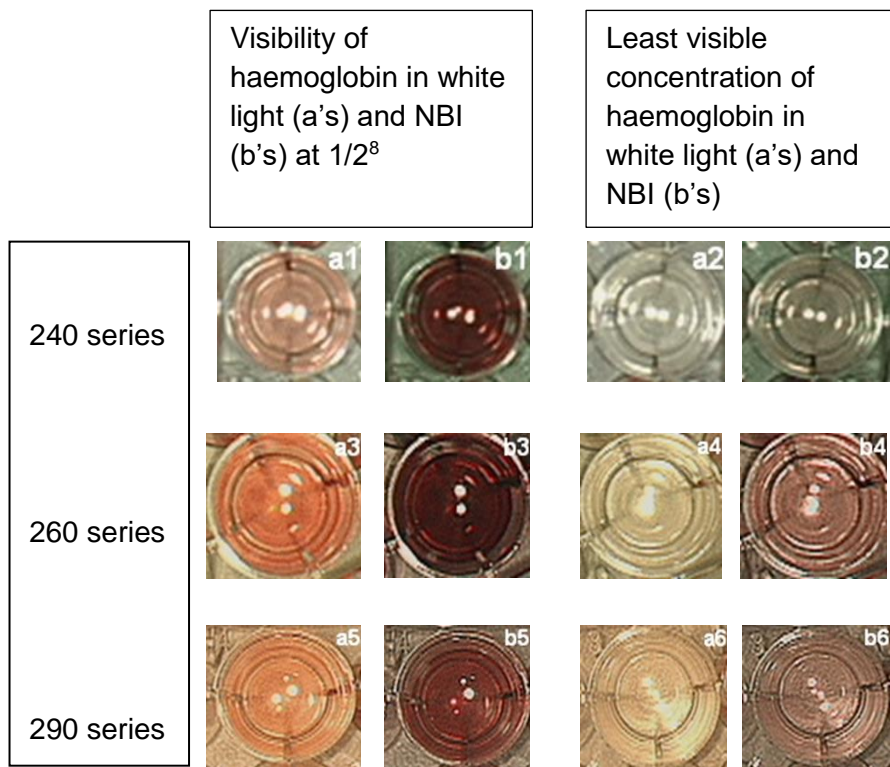 Visibility of
haemoglobin in white
light (a’s) and NBI
(b’s) at 1/2⁸
Least visible
concentration of
haemoglobin in
white light (a’s) and
NBI (b’s)
240 series
a1
b1
a2
b2
260 series
a3
b3
a4
b4
290 series
a5
b5
a6
b6